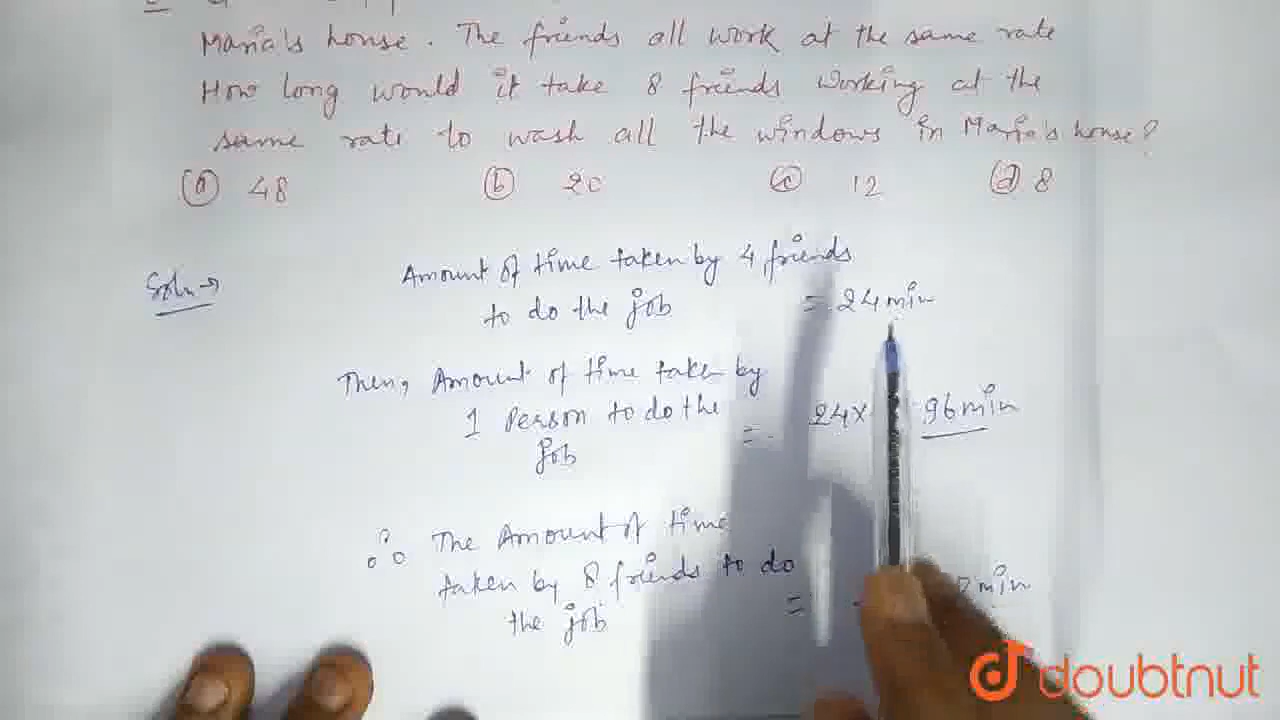 Maria's house. The friends all work at the same rate
How long would it take 8 friends working at the
same rate to wash all the windows in Maria's house?
(a) 48 (b) 20 (c) 12 (d) 8
Soln→ Amount of time taken by 4 friends
to do the job = 24 min
Then, Amount of time taken by
1 Person to do the
job = 24× 96 min
∴ The Amount of time
taken by 8 friends to do
the job = min
doubtnut